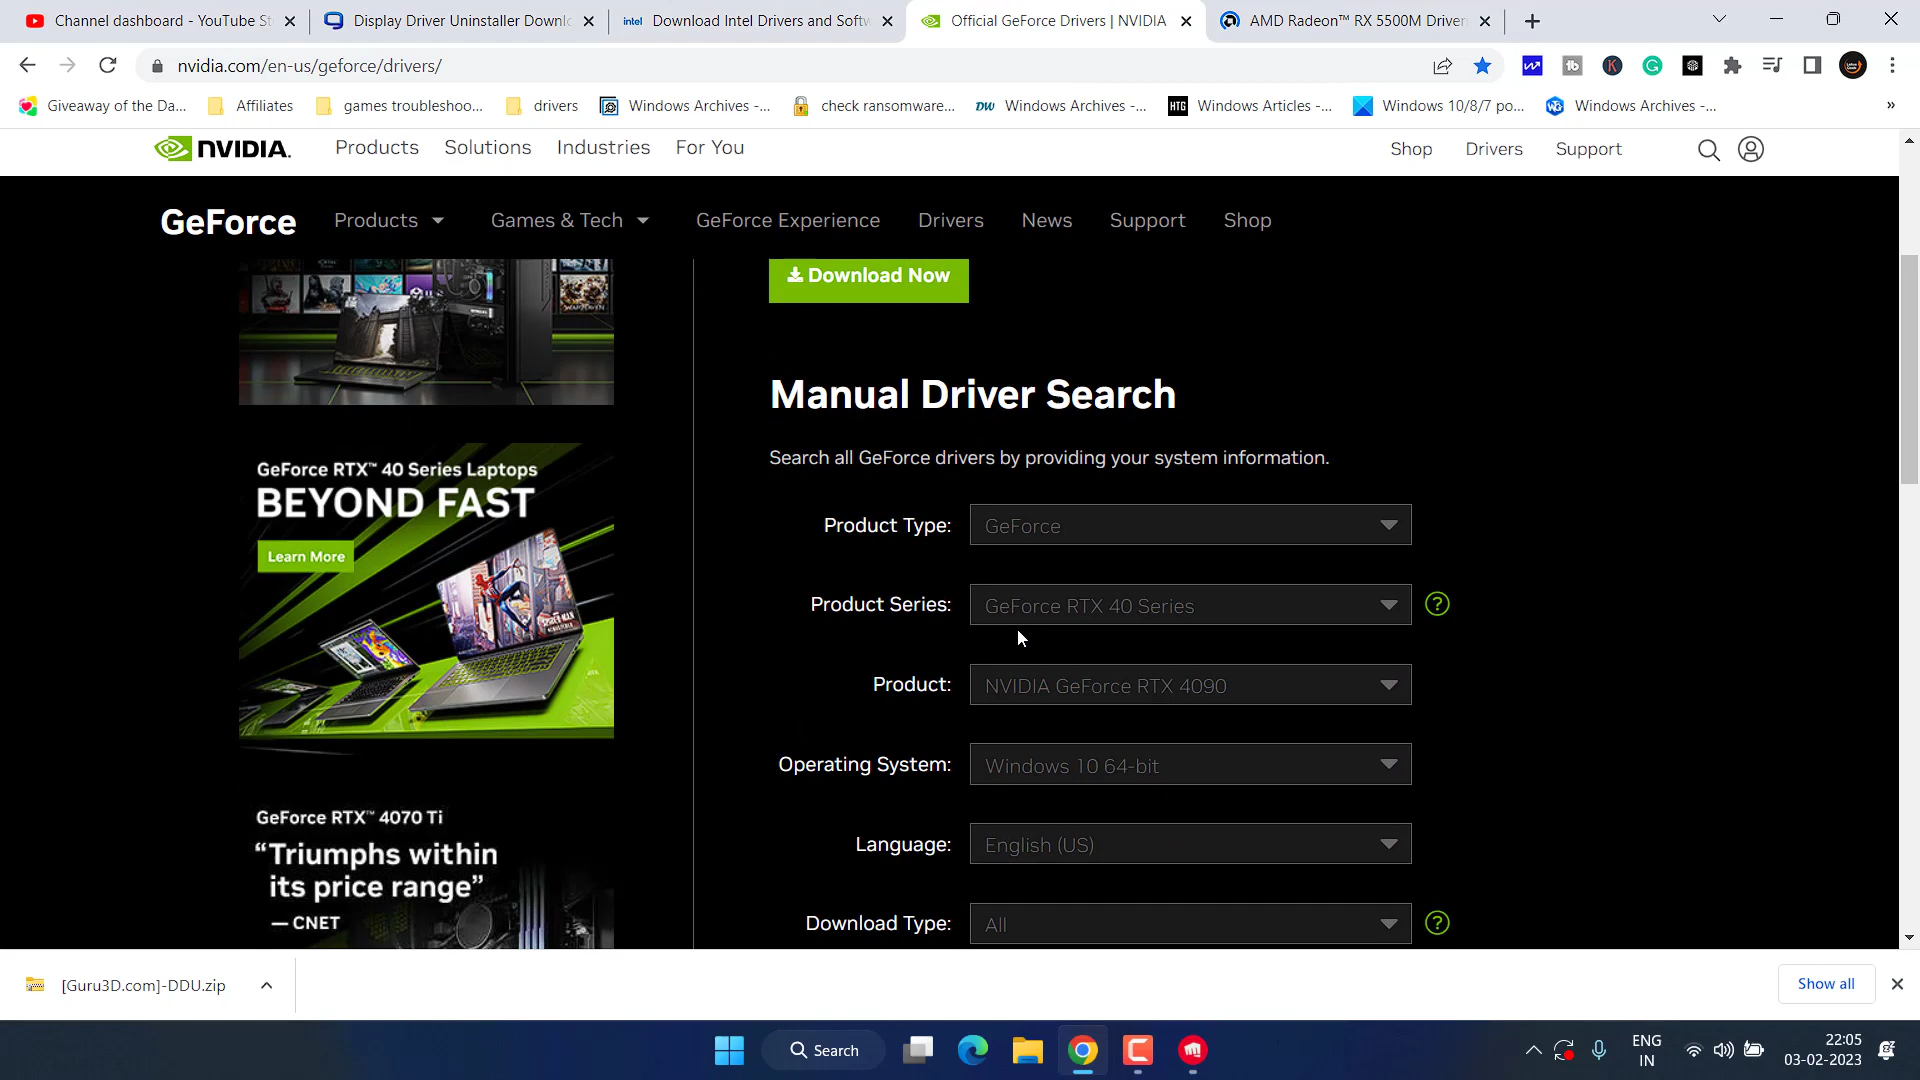 Channel dashboard - YouTube St
Display Driver Uninstaller Downl
intel Download Intel Drivers and Softw
Official GeForce Drivers | NVIDIA
AMD Radeon™ RX 5500M Driver
nvidia.com/en-us/geforce/drivers/
Giveaway of the Da...
Affiliates
games troubleshoo...
drivers
Windows Archives -...
check ransomware...
DW Windows Archives -...
HTG Windows Articles -...
Windows 10/8/7 po...
Windows Archives -...
»
NVIDIA.
Products
Solutions
Industries
For You
Shop
Drivers
Support
GeForce
Products
Games & Tech
GeForce Experience
Drivers
News
Support
Shop
Download Now
Manual Driver Search
Search all GeForce drivers by providing your system information.
Product Type: GeForce
Product Series: GeForce RTX 40 Series ?
Product: NVIDIA GeForce RTX 4090
Operating System: Windows 10 64-bit
Language: English (US)
Download Type: All ?
GeForce RTX™ 40 Series Laptops
BEYOND FAST
Learn More
GeForce RTX™ 4070 Ti
“Triumphs within
its price range”
— CNET
[Guru3D.com]-DDU.zip
Show all
Search
ENG
IN
22:05
03-02-2023